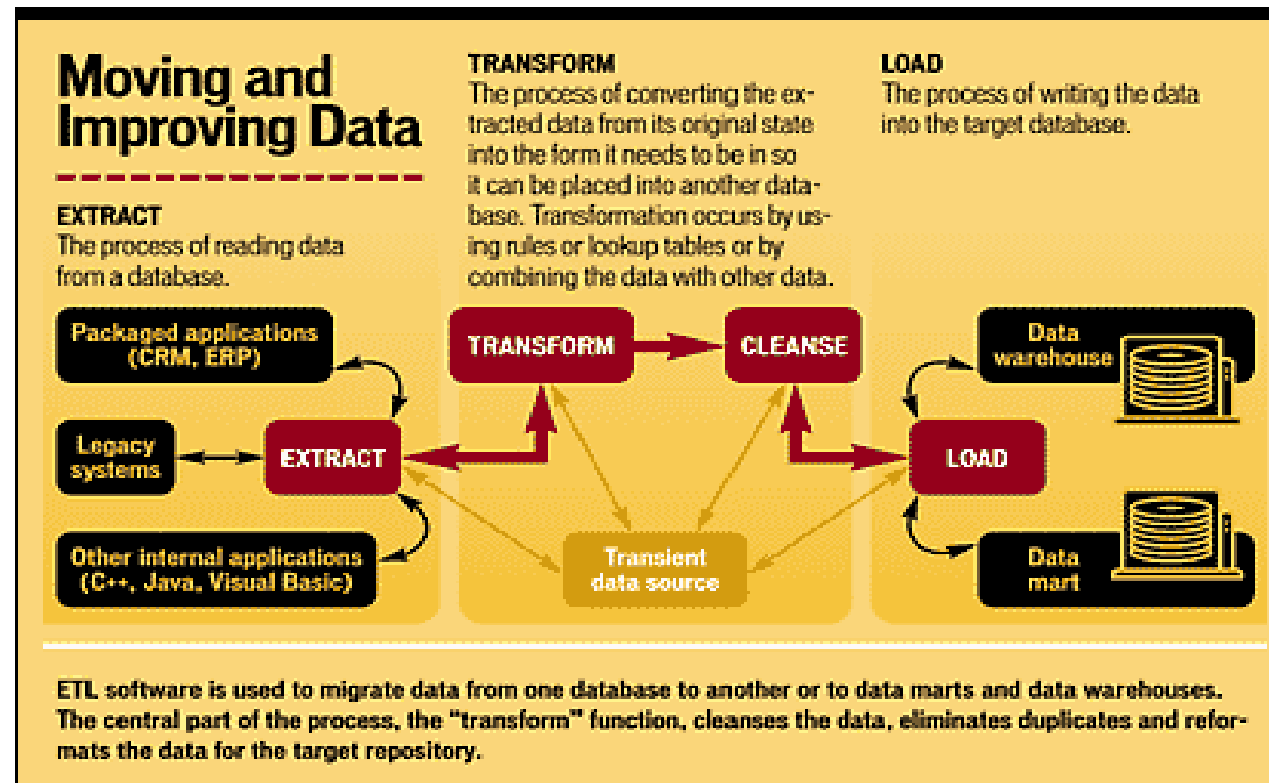 Moving and
Improving Data
EXTRACT
The process of reading data
from a database.
TRANSFORM
The process of converting the ex-
tracted data from its original state
into the form it needs to be in so
it can be placed into another data-
base. Transformation occurs by us-
ing rules or lookup tables or by
combining the data with other data.
LOAD
The process of writing the data
into the target database.
Packaged applications
(CRM, ERP)
Legacy
systems
Other internal applications
(C++, Java, Visual Basic)
EXTRACT
TRANSFORM
CLEANSE
Transient
data source
LOAD
Data
warehouse
Data
mart
ETL software is used to migrate data from one database to another or to data marts and data warehouses.
The central part of the process, the “transform” function, cleanses the data, eliminates duplicates and refor-
mats the data for the target repository.